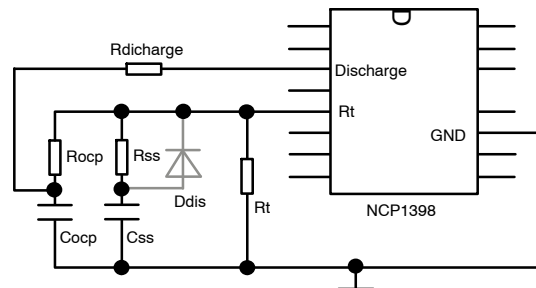 Rdicharge
Discharge
Rt
Rocp
Rss
GND
Ddis
Rt
NCP1398
Cocp
Css